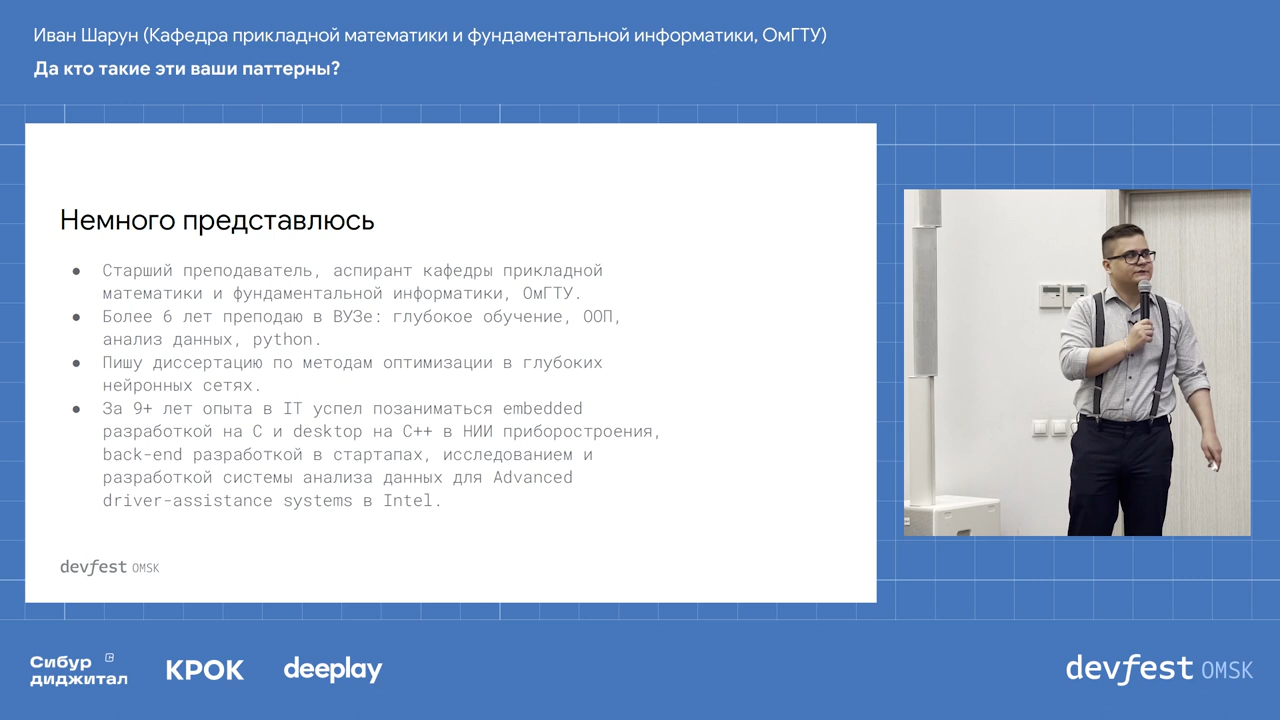 Иван Шарун (Кафедра прикладной математики и фундаментальной информатики, ОмГТУ)
Да кто такие эти ваши паттерны?
Немного представлюсь
● Старший преподаватель, аспирант кафедры прикладной
математики и фундаментальной информатики, ОмГТУ.
● Более 6 лет преподаю в ВУЗе: глубокое обучение, ООП,
анализ данных, python.
● Пишу диссертацию по методам оптимизации в глубоких
нейронных сетях.
● За 9+ лет опыта в IT успел позаниматься embedded
разработкой на C и desktop на C++ в НИИ приборостроения,
back-end разработкой в стартапах, исследованием и
разработкой системы анализа данных для Advanced
driver-assistance systems в Intel.
devfest OMSK
Сибур
диджитал
КРОК
deeplay
devfest OMSK